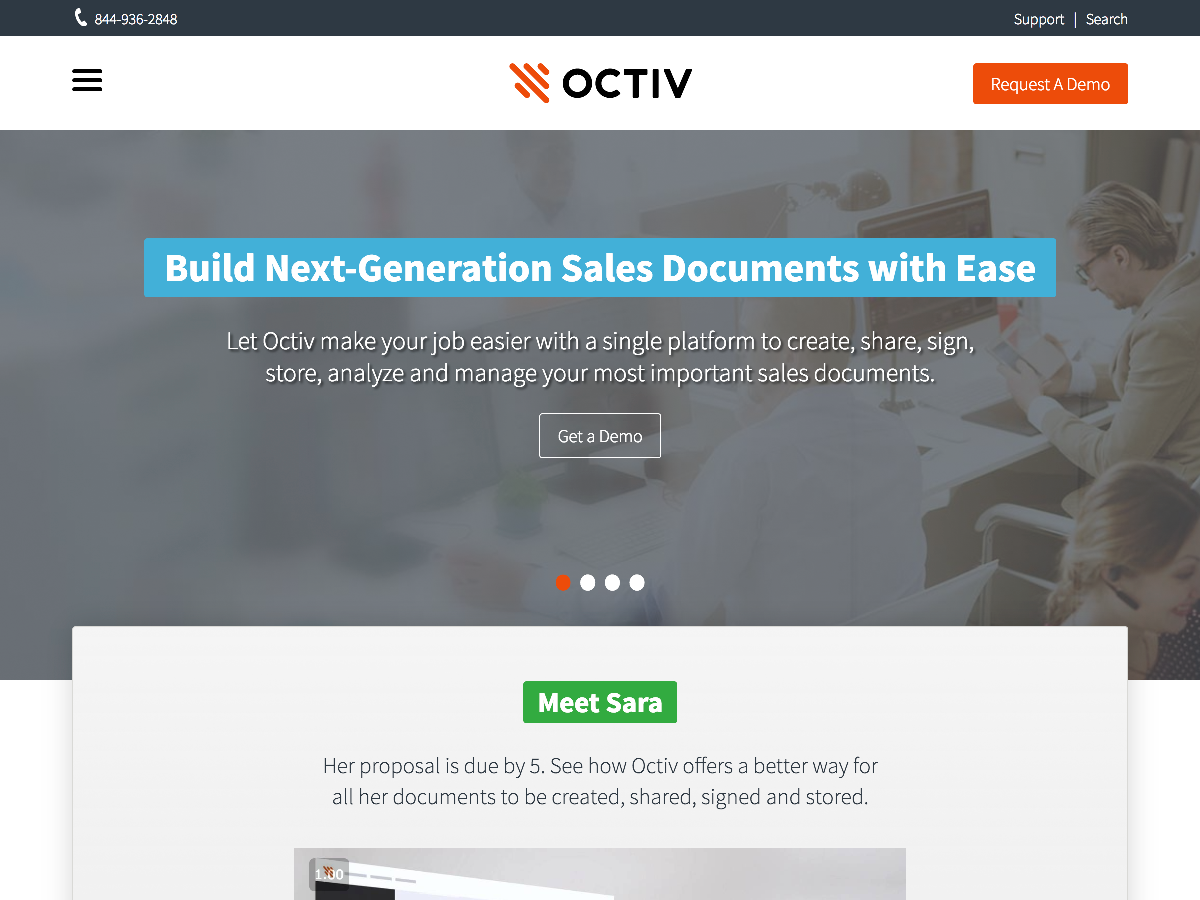 844-936-2848
Support | Search
OCTIV
Request A Demo
Build Next-Generation Sales Documents with Ease
Let Octiv make your job easier with a single platform to create, share, sign,
store, analyze and manage your most important sales documents.
Get a Demo
Meet Sara
Her proposal is due by 5. See how Octiv offers a better way for
all her documents to be created, shared, signed and stored.
1:00